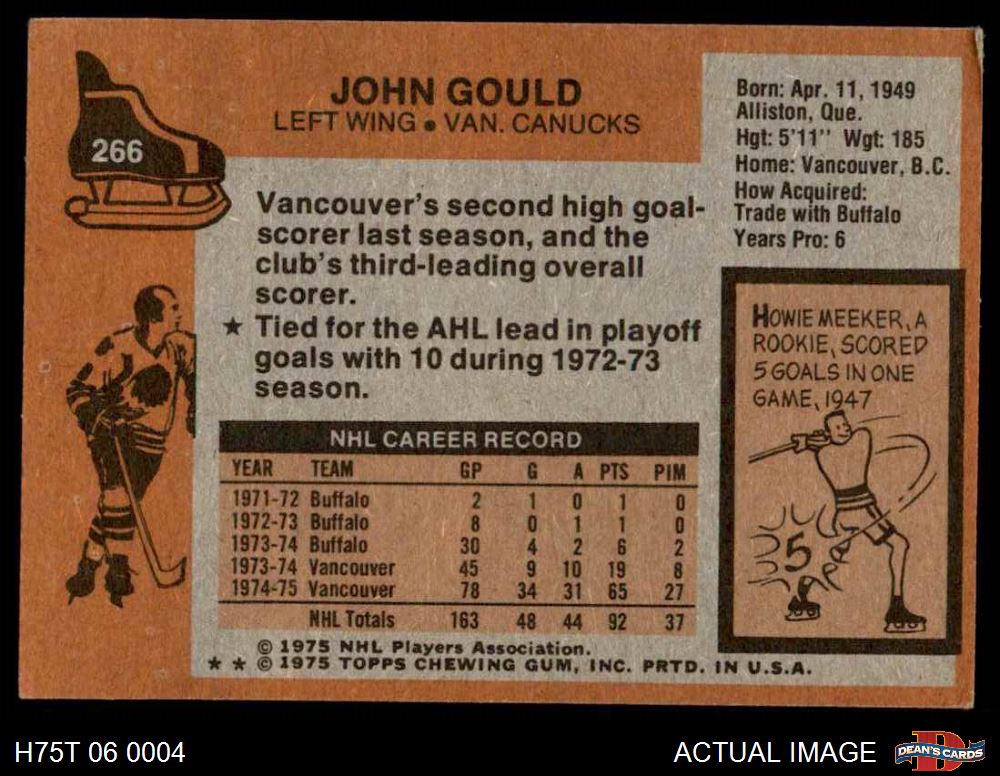 266
JOHN GOULD
LEFT WING • VAN. CANUCKS
Born: Apr. 11, 1949
Alliston, Que.
Hgt: 5'11" Wgt: 185
Home: Vancouver, B.C.
How Acquired:
Trade with Buffalo
Years Pro: 6
Vancouver's second high goal-
scorer last season, and the
club's third-leading overall
scorer.
★ Tied for the AHL lead in playoff
goals with 10 during 1972-73
season.
HOWIE MEEKER, A
ROOKIE, SCORED
5 GOALS IN ONE
GAME, 1947
5
NHL CAREER RECORD
YEAR TEAM GP G A PTS PIM
1971-72 Buffalo 2 1 0 1 0
1972-73 Buffalo 8 0 1 1 0
1973-74 Buffalo 30 4 2 6 2
1973-74 Vancouver 45 9 10 19 8
1974-75 Vancouver 78 34 31 65 27
NHL Totals 163 48 44 92 37
© 1975 NHL Players Association.
★ ★ © 1975 TOPPS CHEWING GUM, INC. PRTD. IN U.S.A.
H75T 06 0004
ACTUAL IMAGE
D
DEAN'S CARDS